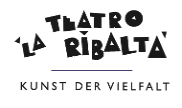 TEATRO
'LA RIBALTA'
KUNST DER VIELFALT